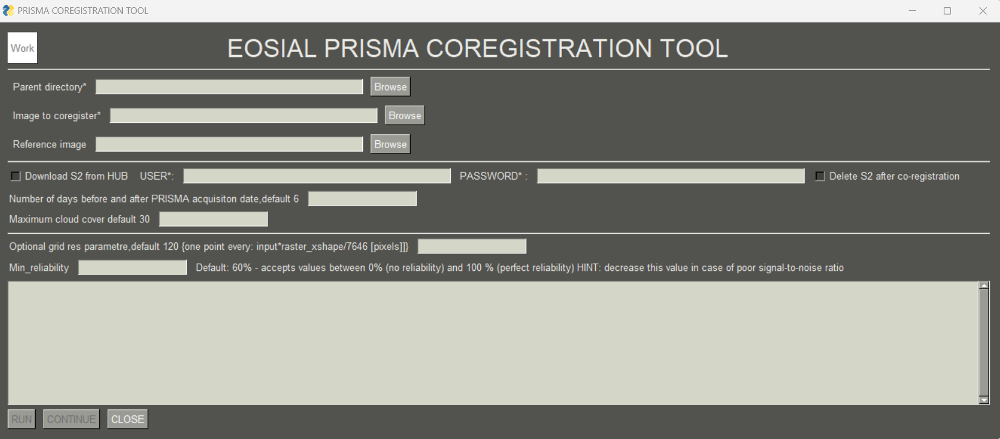 PRISMA COREGISTRATION TOOL
Work
EOSIAL PRISMA COREGISTRATION TOOL
Parent directory* Browse
Image to coregister* Browse
Reference image Browse
Download S2 from HUB USER*: PASSWORD* : Delete S2 after co-registration
Number of days before and after PRISMA acquisiton date,default 6
Maximum cloud cover default 30
Optional grid res parametre,default 120 {one point every: input*raster_xshape/7646 [pixels]]}
Min_reliability Default: 60% - accepts values between 0% (no reliability) and 100 % (perfect reliability) HINT: decrease this value in case of poor signal-to-noise ratio
RUN CONTINUE CLOSE